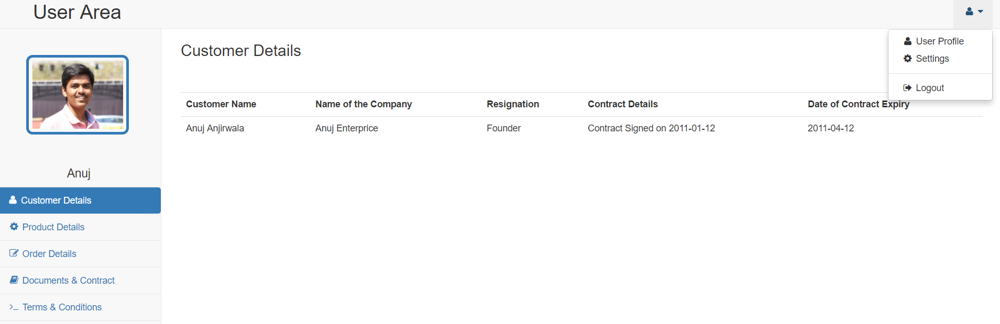 User Area
User Profile
Settings
Logout
Customer Details
Customer Name Name of the Company Resignation Contract Details Date of Contract Expiry
Anuj Anjirwala Anuj Enterprice Founder Contract Signed on 2011-01-12 2011-04-12
Anuj
Customer Details
Product Details
Order Details
Documents & Contract
Terms & Conditions